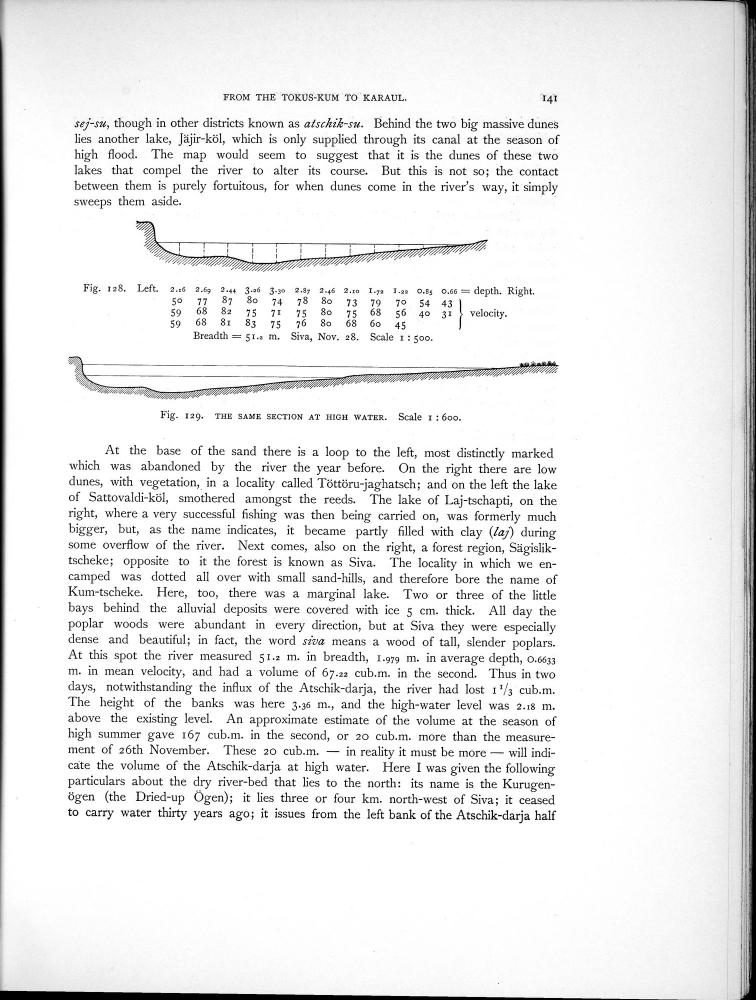 FROM THE TOKUS-KUM TO KARAUL. 141
sej-su, though in other districts known as atschik-su. Behind the two big massive dunes
lies another lake, Jäjir-köl, which is only supplied through its canal at the season of
high flood. The map would seem to suggest that it is the dunes of these two
lakes that compel the river to alter its course. But this is not so; the contact
between them is purely fortuitous, for when dunes come in the river's way, it simply
sweeps them aside.
Fig. 128. Left. 2.16 2.69 2.44 3.06 3.30 2.87 2.46 2.10 1.72 1.22 0.85 0.66 = depth. Right.
50 77 87 80 74 78 80 73 79 70 54 43
59 68 82 75 71 75 80 75 68 56 40 31 } velocity.
59 68 81 83 75 76 80 68 60 45
Breadth = 51.2 m. Siva, Nov. 28. Scale 1 : 500.
Fig. 129. THE SAME SECTION AT HIGH WATER. Scale 1 : 600.
At the base of the sand there is a loop to the left, most distinctly marked
which was abandoned by the river the year before. On the right there are low
dunes, with vegetation, in a locality called Töttöru-jaghatsch; and on the left the lake
of Sattovaldi-köl, smothered amongst the reeds. The lake of Laj-tschapti, on the
right, where a very successful fishing was then being carried on, was formerly much
bigger, but, as the name indicates, it became partly filled with clay (laj) during
some overflow of the river. Next comes, also on the right, a forest region, Sägislik-
tscheke; opposite to it the forest is known as Siva. The locality in which we en-
camped was dotted all over with small sand-hills, and therefore bore the name of
Kum-tscheke. Here, too, there was a marginal lake. Two or three of the little
bays behind the alluvial deposits were covered with ice 5 cm. thick. All day the
poplar woods were abundant in every direction, but at Siva they were especially
dense and beautiful; in fact, the word siva means a wood of tall, slender poplars.
At this spot the river measured 51.2 m. in breadth, 1.979 m. in average depth, 0.6633
m. in mean velocity, and had a volume of 67.22 cub.m. in the second. Thus in two
days, notwithstanding the influx of the Atschik-darja, the river had lost 1 1/3 cub.m.
The height of the banks was here 3.36 m., and the high-water level was 2.18 m.
above the existing level. An approximate estimate of the volume at the season of
high summer gave 167 cub.m. in the second, or 20 cub.m. more than the measure-
ment of 26th November. These 20 cub.m. — in reality it must be more — will indi-
cate the volume of the Atschik-darja at high water. Here I was given the following
particulars about the dry river-bed that lies to the north: its name is the Kurugen-
ögen (the Dried-up Ögen); it lies three or four km. north-west of Siva; it ceased
to carry water thirty years ago; it issues from the left bank of the Atschik-darja half